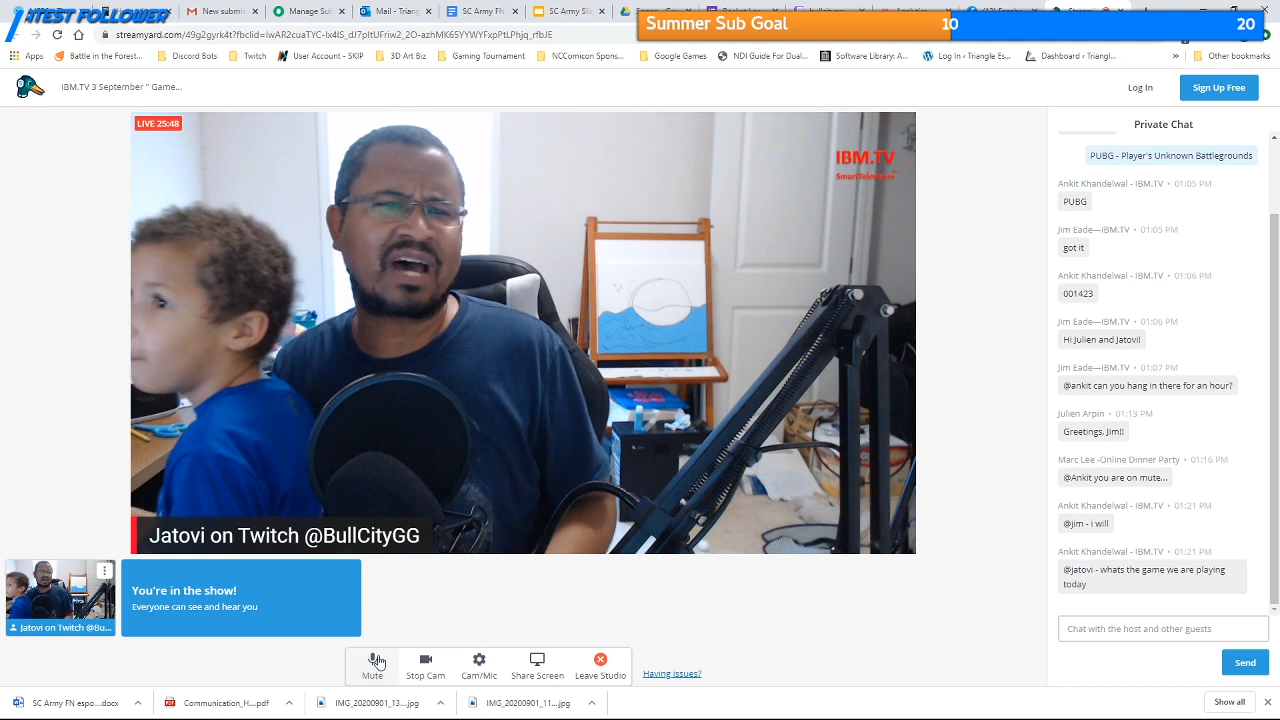 LATEST FOLLOWER
Summer Sub Goal 10 20
New submis
Manage Sub
Mail - Triang
SC Army
SC Army. Ar
Apps
Battle in the Firest...
Discord Bots
Twitch
User Account - SKIP
3D Art Biz
Gaming Tournament
NCComicon Spons...
Google Games
NDI Guide For Dual...
Software Library: A...
Log In ‹ Triangle Es...
Dashboard ‹ Triangl...
»
Other bookmarks
IBM.TV 3 September " Game...
Log In
Sign Up Free
LIVE 25:48
IBM.TV
SmartTelevision
Jatovi on Twitch @BullCityGG
Jatovi on Twitch @Bu...
You're in the show!
Everyone can see and hear you
Mute
Stop Cam
Cam/Mic
Share Screen
Leave Studio
Having issues?
Private Chat
PUBG - Player's Unknown Battlegrounds
Ankit Khandelwal - IBM.TV • 01:05 PM
PUBG
Jim Eade—IBM.TV • 01:05 PM
got it
Ankit Khandelwal - IBM.TV • 01:06 PM
001423
Jim Eade—IBM.TV • 01:06 PM
Hi Julien and Jatovi!
Jim Eade—IBM.TV • 01:07 PM
@ankit can you hang in there for an hour?
Julien Arpin • 01:13 PM
Greetings, Jim!!
Marc Lee -Online Dinner Party • 01:16 PM
@Ankit you are on mute...
Ankit Khandelwal - IBM.TV • 01:21 PM
@jim - i will
Ankit Khandelwal - IBM.TV • 01:21 PM
@jatovi - whats the game we are playing
today
Chat with the host and other guests
Send
SC Army FN espo....docx
Communication_H....pdf
IMG_20200901_13....jpg
IMG_20200901_11....jpg
Show all